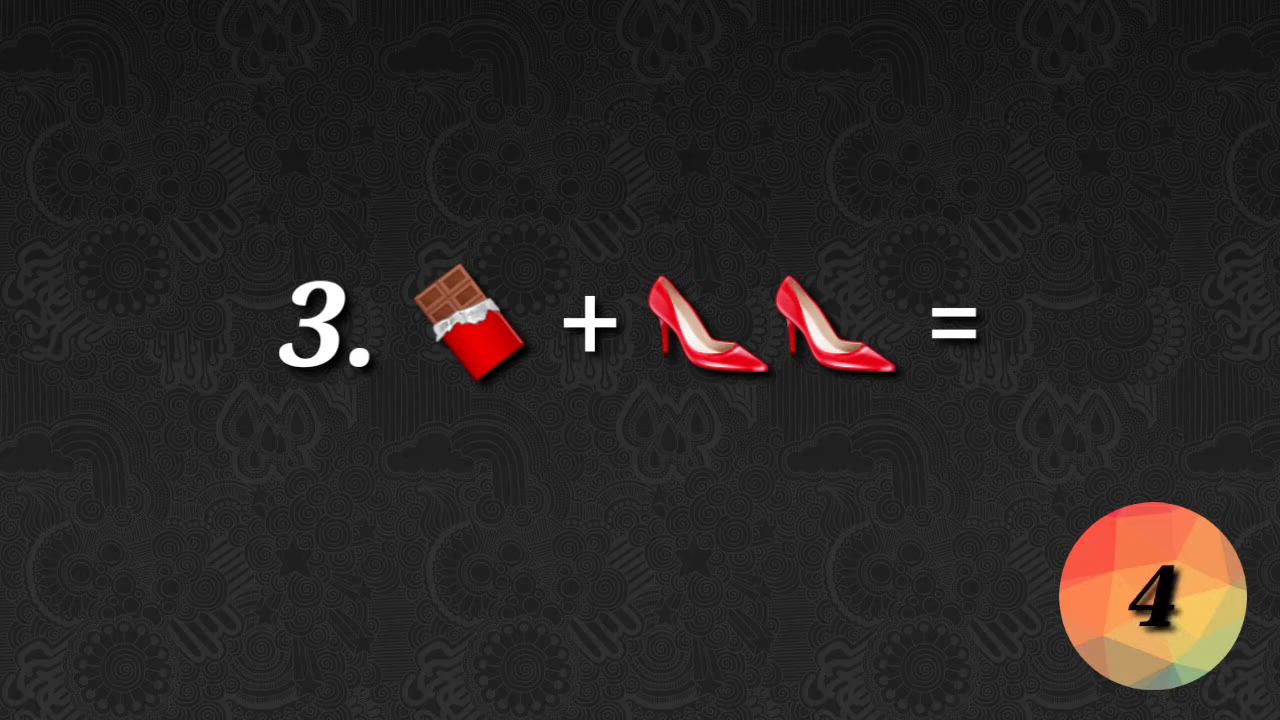 3. 🍫 + 👠👠 =
4